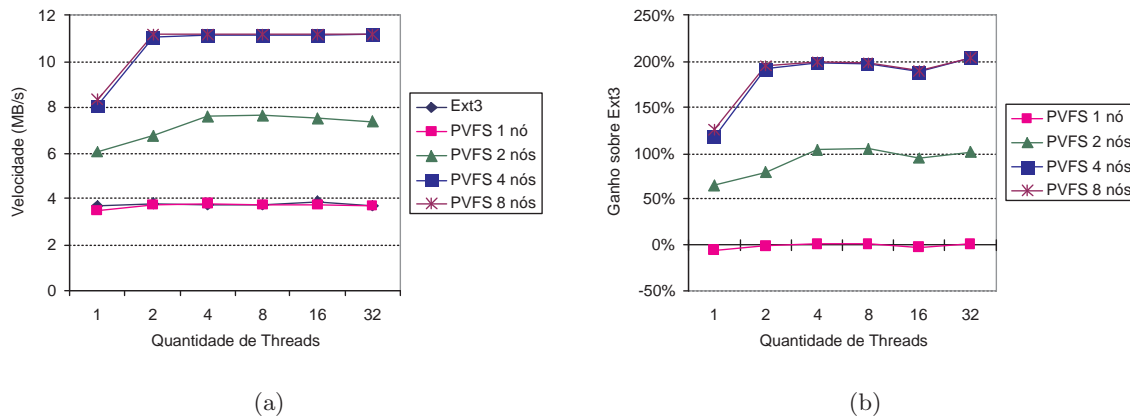 12
10
8
6
4
2
0
Velocidade (MB/s)
1 2 4 8 16 32
Quantidade de Threads
Ext3
PVFS 1 nó
PVFS 2 nós
PVFS 4 nós
PVFS 8 nós
(a)
250%
200%
150%
100%
50%
0%
-50%
Ganho sobre Ext3
1 2 4 8 16 32
Quantidade de Threads
PVFS 1 nó
PVFS 2 nós
PVFS 4 nós
PVFS 8 nós
(b)